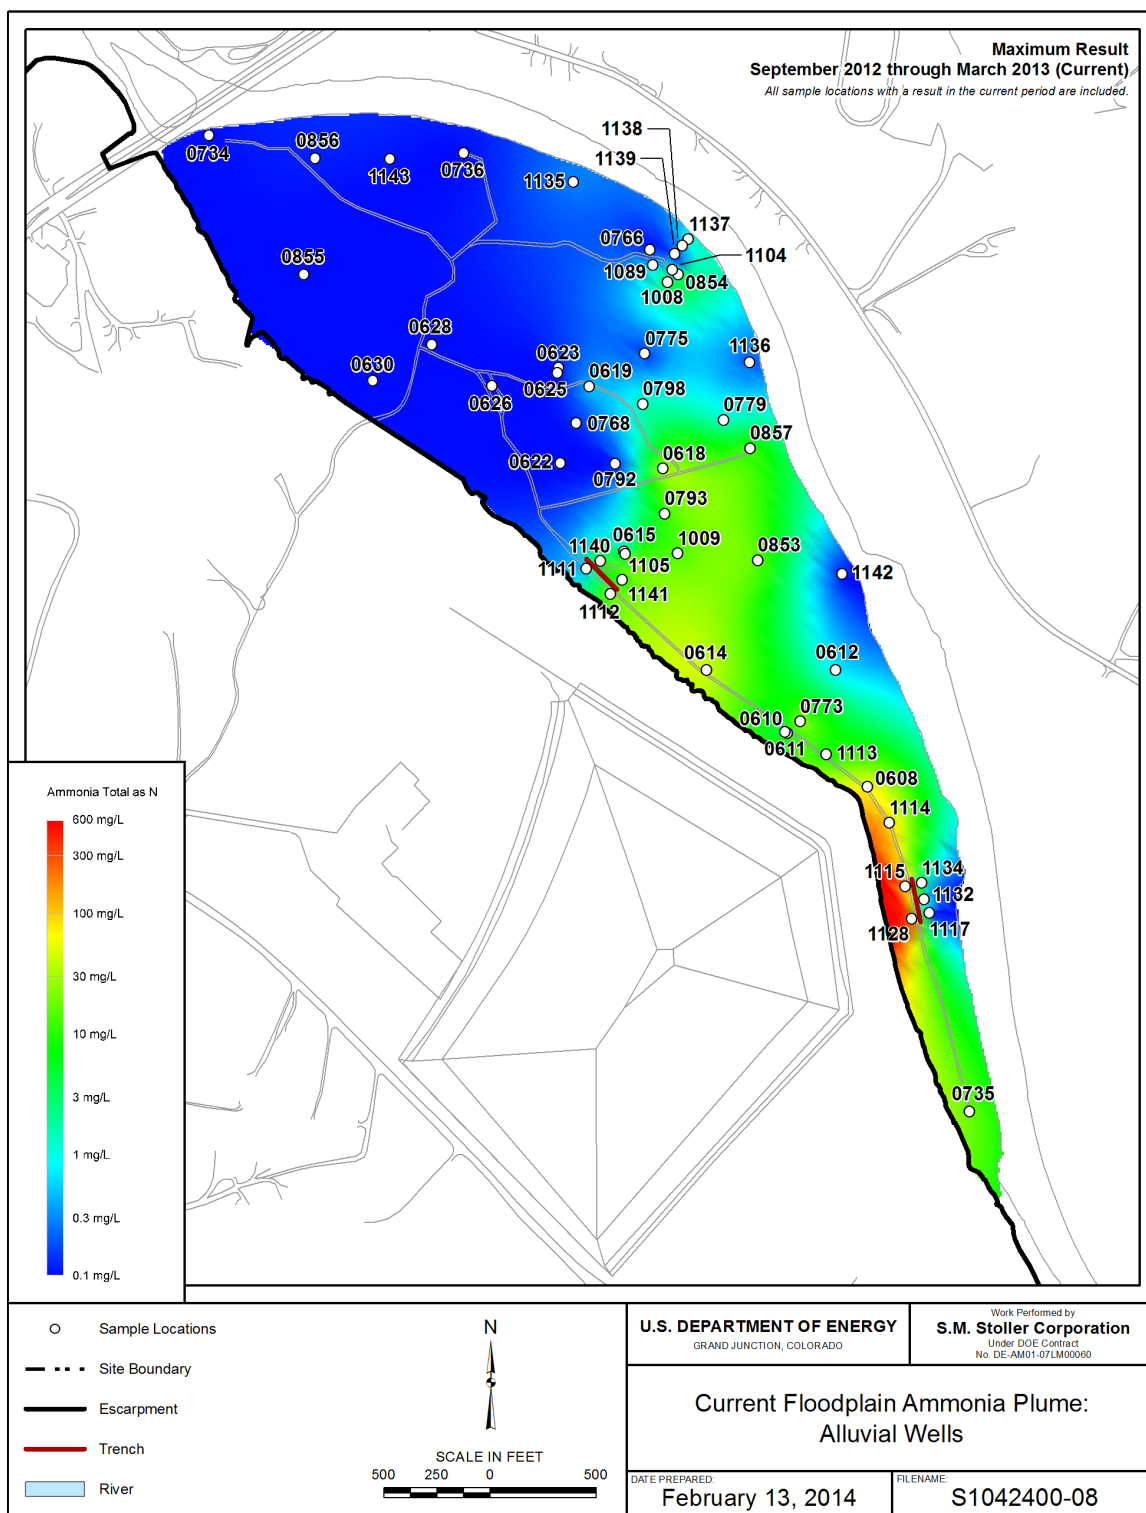 Maximum Result
September 2012 through March 2013 (Current)
All sample locations with a result in the current period are included.
1138
1139
0734
0856
1143
0736
1135
1137
0766
1104
0855
1089
0854
1008
0628
0775
1136
0623
0630
0625
0619
0626
0798
0779
0768
0857
0622
0792
0618
0793
1140
0615
1009
0853
1111
1105
1142
1141
1112
0614
0612
0773
0610
0611
1113
0608
1114
1115
1134
1132
1128
1117
0735
Ammonia Total as N
600 mg/L
300 mg/L
100 mg/L
30 mg/L
10 mg/L
3 mg/L
1 mg/L
0.3 mg/L
0.1 mg/L
Sample Locations
Site Boundary
Escarpment
Trench
River
N
SCALE IN FEET
500 250 0 500
U.S. DEPARTMENT OF ENERGY
GRAND JUNCTION, COLORADO
Work Performed by
S.M. Stoller Corporation
Under DOE Contract
No. DE-AM01-07LM00060
Current Floodplain Ammonia Plume:
Alluvial Wells
DATE PREPARED:
February 13, 2014
FILENAME:
S1042400-08